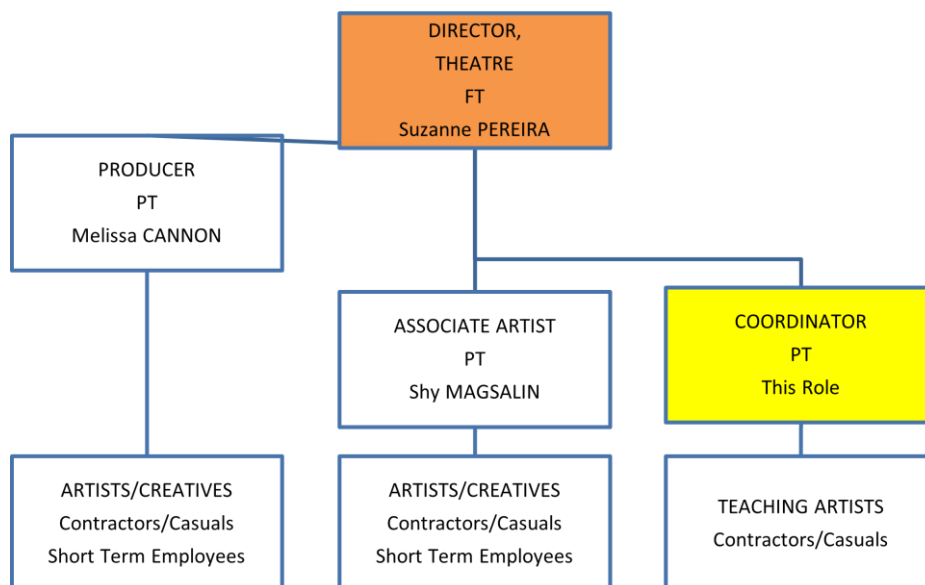 DIRECTOR,
THEATRE
FT
Suzanne PEREIRA
PRODUCER
PT
Melissa CANNON
ASSOCIATE ARTIST
PT
Shy MAGSALIN
COORDINATOR
PT
This Role
ARTISTS/CREATIVES
Contractors/Casuals
Short Term Employees
ARTISTS/CREATIVES
Contractors/Casuals
Short Term Employees
TEACHING ARTISTS
Contractors/Casuals